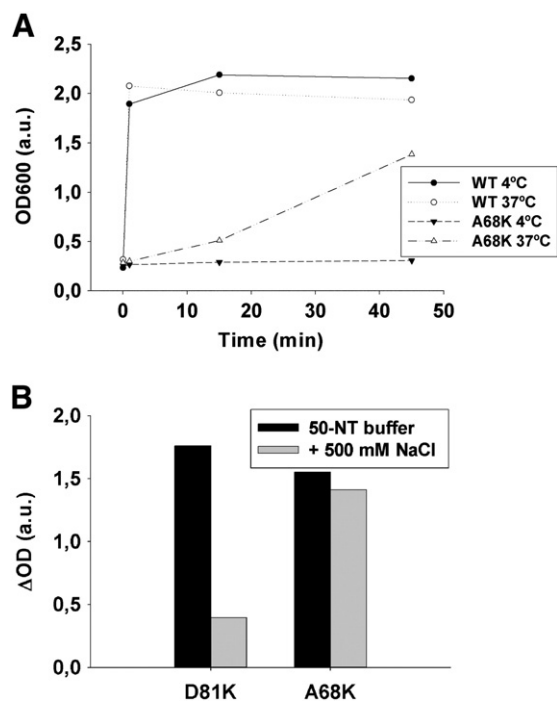 A
2,5
2,0
1,5
1,0
0,5
0,0
OD600 (a.u.)
0
10
20
30
40
50
Time (min)
WT 4ºC
WT 37ºC
A68K 4ºC
A68K 37ºC
B
2,0
1,5
1,0
0,5
0,0
ΔOD (a.u.)
50-NT buffer
+ 500 mM NaCl
D81K
A68K